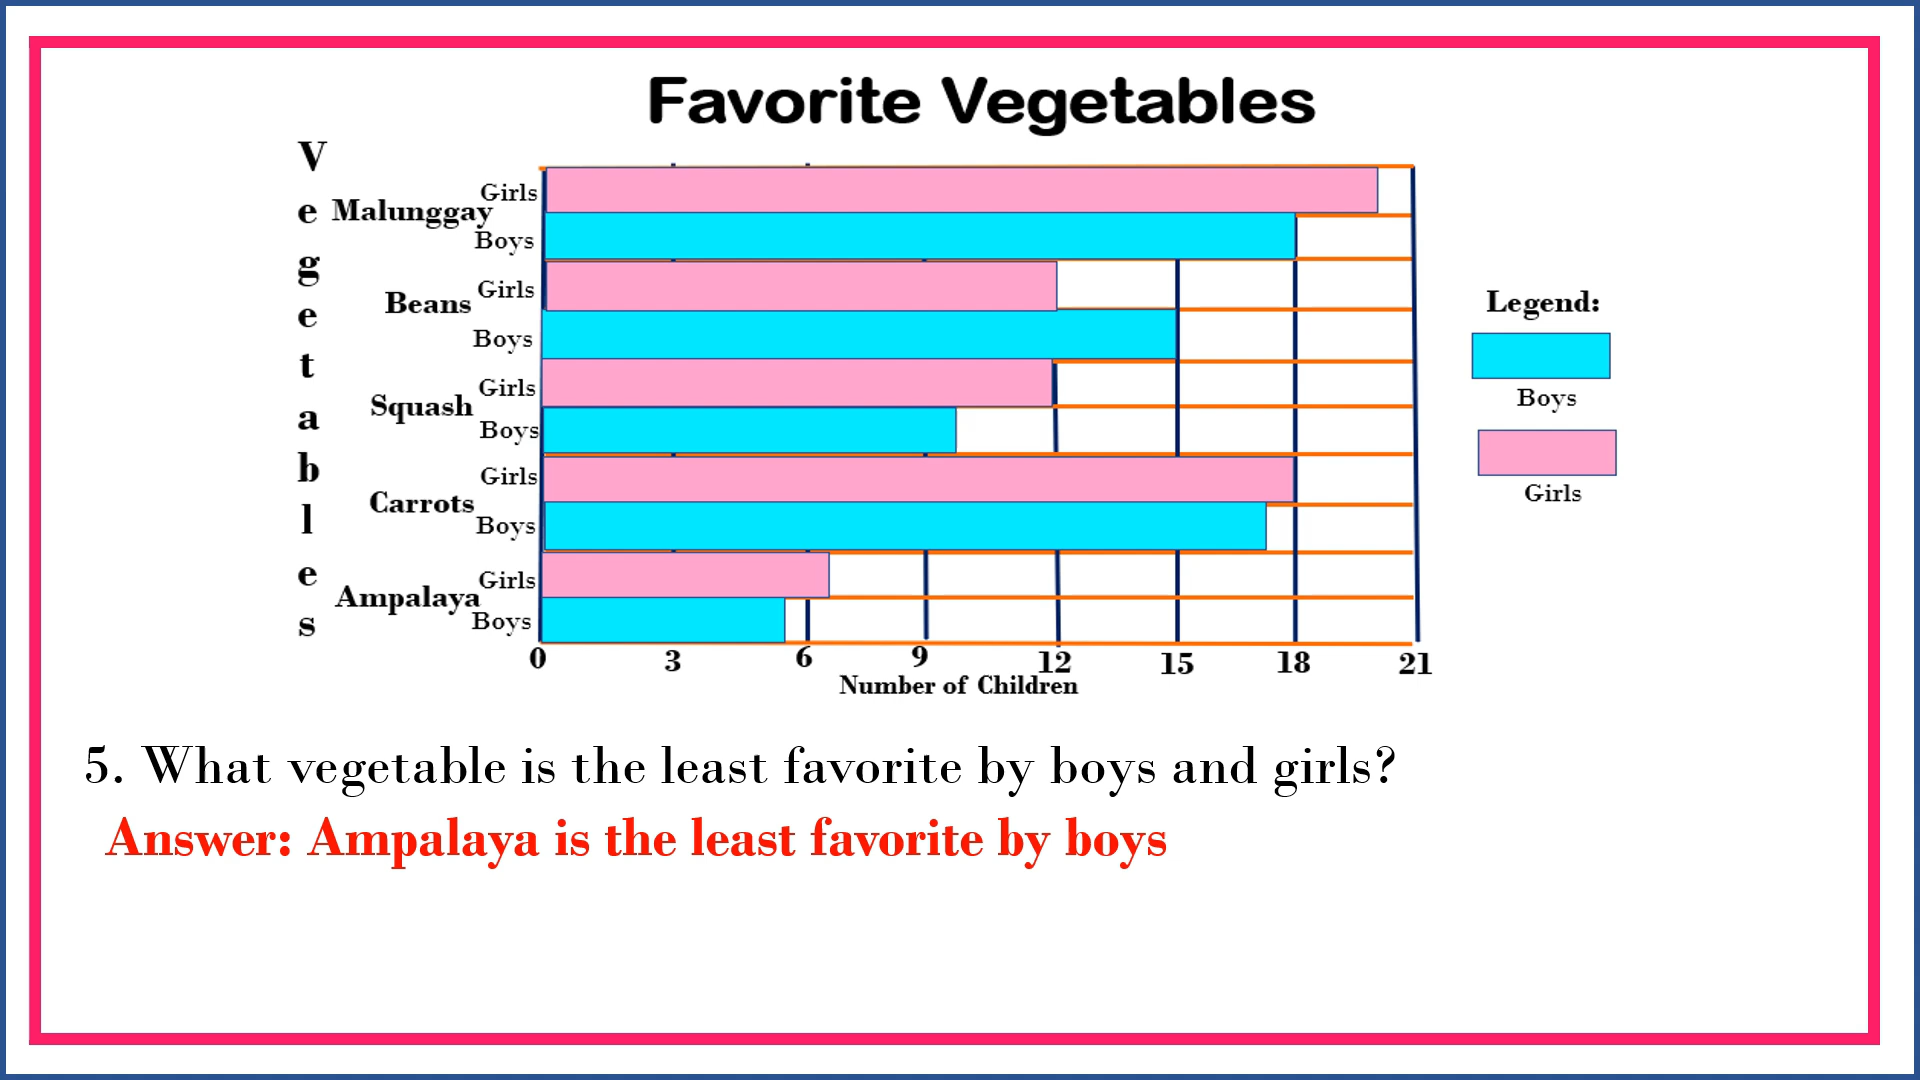 Favorite Vegetables
Vegetables
Malunggay
Girls
Boys
Beans
Girls
Boys
Squash
Girls
Boys
Carrots
Girls
Boys
Ampalaya
Girls
Boys
0 3 6 9 12 15 18 21
Number of Children
Legend:
Boys
Girls
5. What vegetable is the least favorite by boys and girls?
Answer: Ampalaya is the least favorite by boys